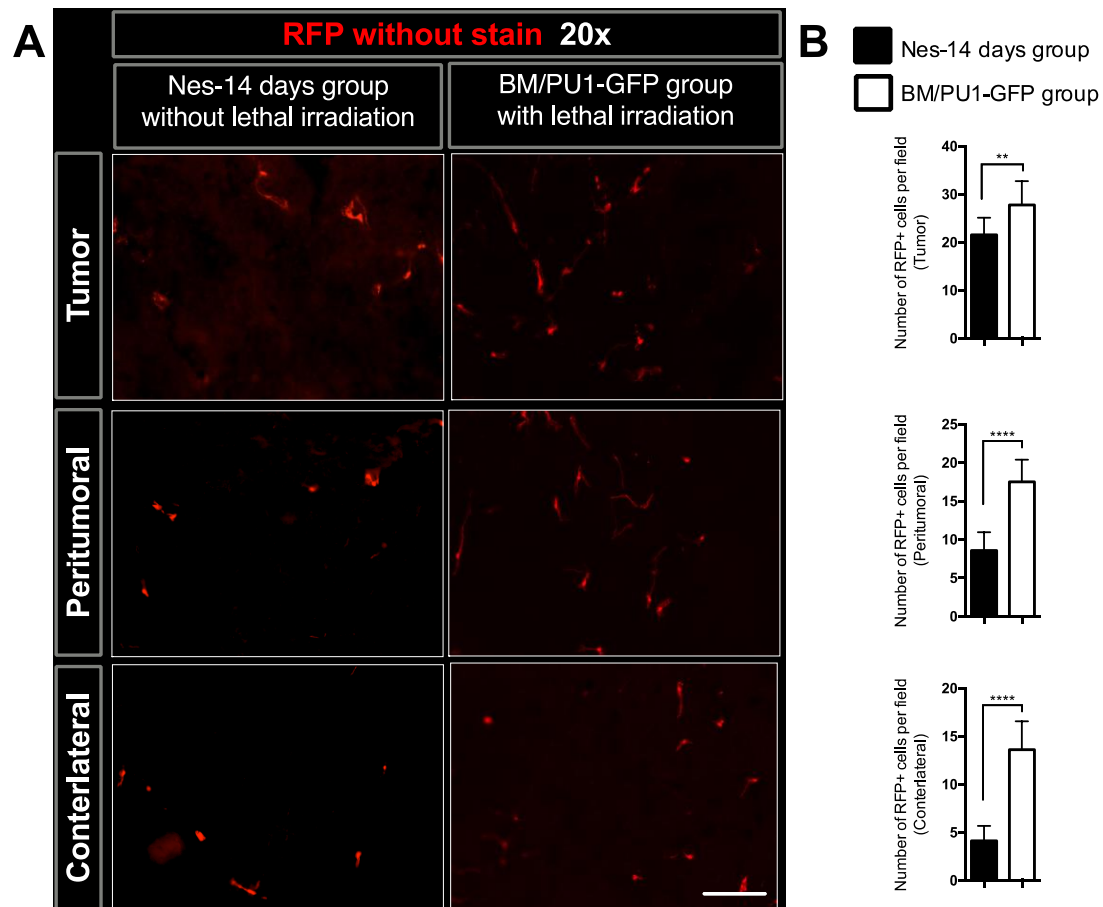 A
RFP without stain 20x
Nes-14 days group
without lethal irradiation
BM/PU1-GFP group
with lethal irradiation
Tumor
Peritumoral
Conterlateral
B
Nes-14 days group
BM/PU1-GFP group
Number of RFP+ cells per field
(Tumor)
40
30
20
10
0
**
Number of RFP+ cells per field
(Peritumoral)
25
20
15
10
5
0
****
Number of RFP+ cells per field
(Conterlateral)
20
15
10
5
0
****